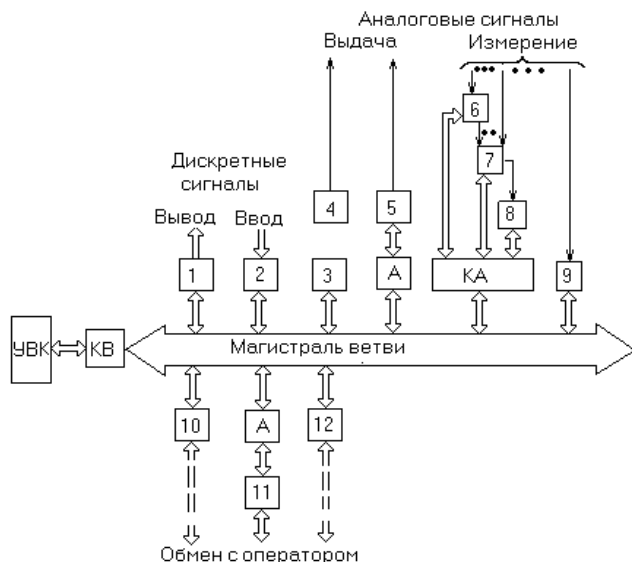 Аналоговые сигналы
Выдача Измерение
6
Дискретные
сигналы
7
Вывод Ввод
4 5 8
1 2 3 А КА 9
УВК КВ Магистраль ветви
10 А 12
11
Обмен с оператором